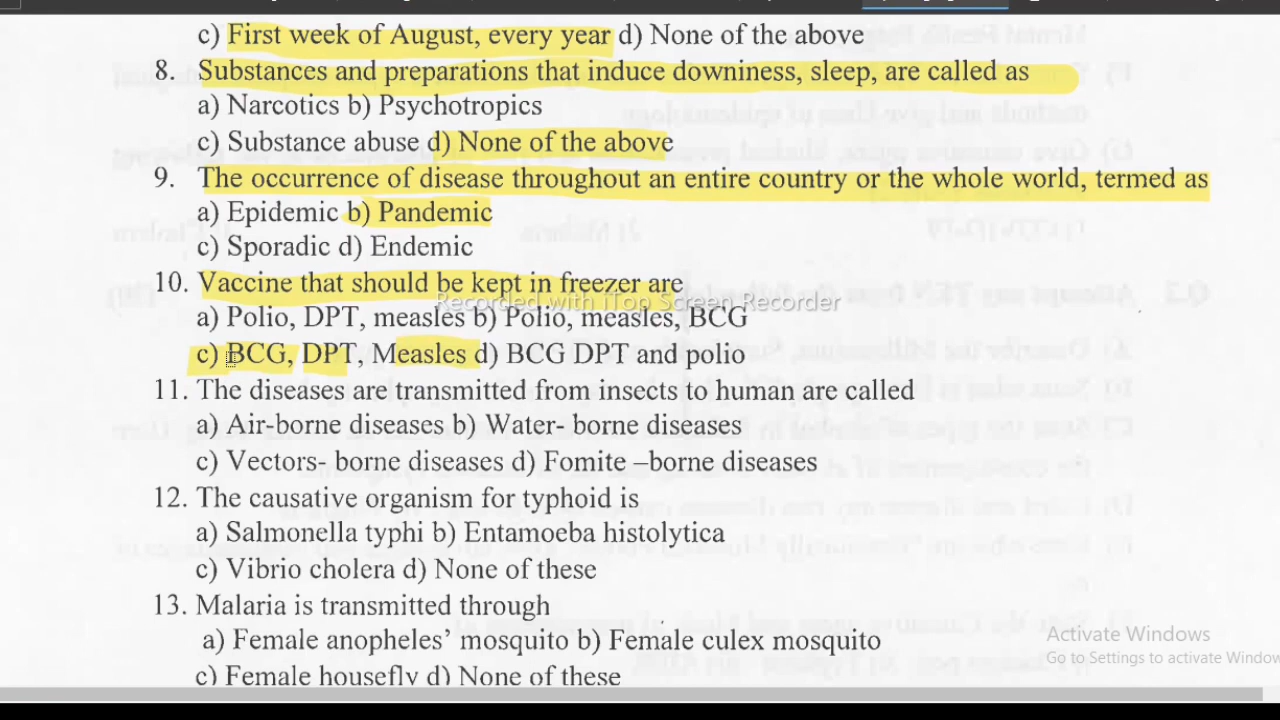 c) First week of August, every year d) None of the above
8. Substances and preparations that induce downiness, sleep, are called as
a) Narcotics b) Psychotropics
c) Substance abuse d) None of the above
9. The occurrence of disease throughout an entire country or the whole world, termed as
a) Epidemic b) Pandemic
c) Sporadic d) Endemic
10. Vaccine that should be kept in freezer are
Recorded with iTop Screen Recorder
a) Polio, DPT, measles b) Polio, measles, BCG
c) BCG, DPT, Measles d) BCG DPT and polio
11. The diseases are transmitted from insects to human are called
a) Air-borne diseases b) Water- borne diseases
c) Vectors- borne diseases d) Fomite –borne diseases
12. The causative organism for typhoid is
a) Salmonella typhi b) Entamoeba histolytica
c) Vibrio cholera d) None of these
13. Malaria is transmitted through
a) Female anopheles’ mosquito b) Female culex mosquito
Activate Windows
Go to Settings to activate Window
c) Female housefly d) None of these